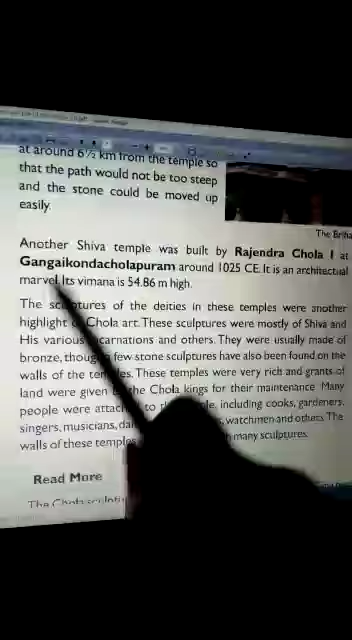 at around 6½ km from the temple so
that the path would not be too steep
and the stone could be moved up
easily.
The Briha
Another Shiva temple was built by Rajendra Chola I at
Gangaikondacholapuram around 1025 CE. It is an architectural
marvel. Its vimana is 54.86 m high.
The sculptures of the deities in these temples were another
highlight Chola art. These sculptures were mostly of Shiva and
His various incarnations and others. They were usually made of
bronze, though few stone sculptures have also been found on the
walls of the temples. These temples were very rich and grants of
land were given the Chola kings for their maintenance. Many
people were attached to including cooks, gardeners,
singers, musicians, watchmen and others. The
walls of these temples many sculptures.
Read More
The Chola